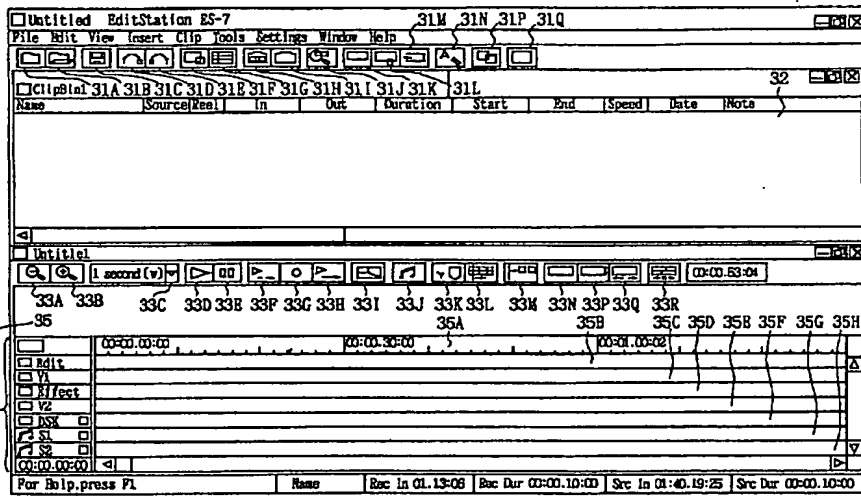 Untitled EditStation ES-7
31M 31N 31P 31Q
File Edit View Insert Clip Tools Settings Window Help
ClipBin1 31A 31B 31C 31D 31E 31F 31G 31H 31I 31J 31K 31L
32
Name Source Reel In Out Duration Start End Speed Date Note
Untitle1
1 second (v)
00:00.53:04
33A 33B 33C 33D 33E 33F 33G 33H 33I 33J 33K 33L 33M 33N 33P 33Q 33R
35 35A 35B 35C 35D 35E 35F 35G 35H
00:00.00:00 00:00.30:00 00:01.00:02
Edit
V1
Effect
V2
DSK
S1
S2
00:00.00:00
For Help,press F1 Name Rec In 01.13:06 Rec Dur 00:00.10:00 Src In 01:40.19:25 Src Dur 00:00.10:00